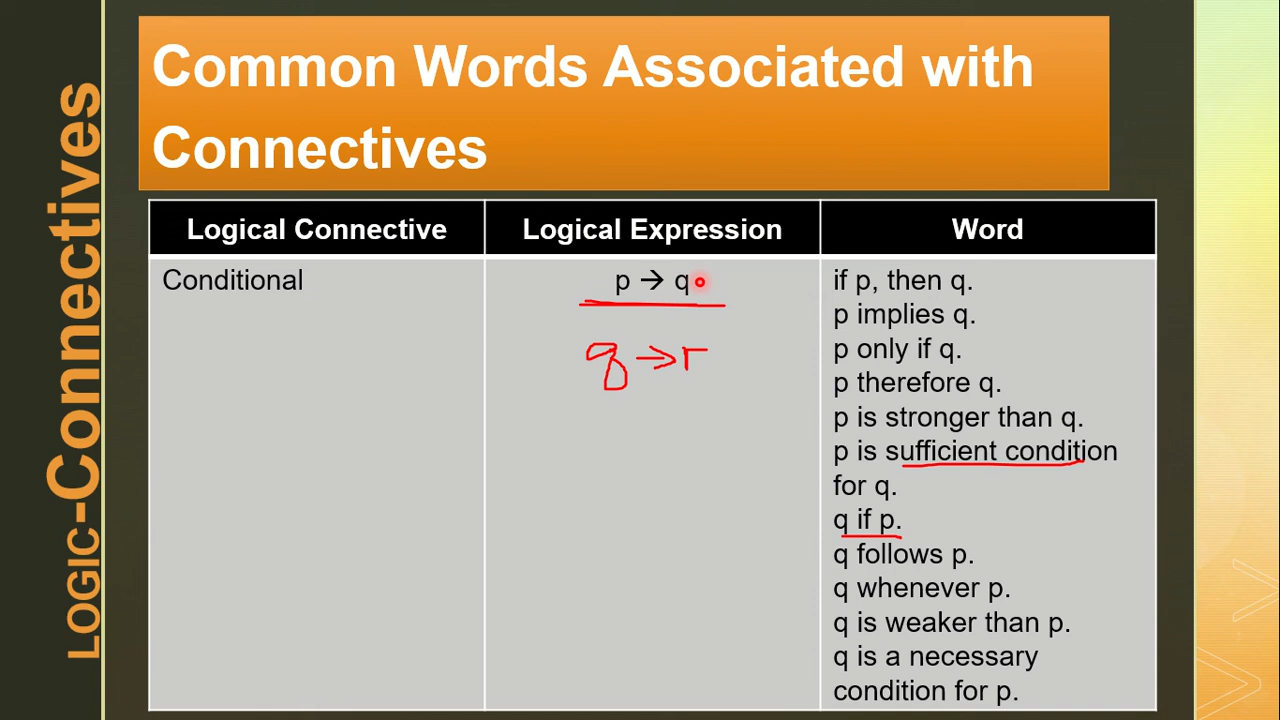 LOGIC-Connectives
Common Words Associated with
Connectives
Logical Connective
Logical Expression
Word
Conditional
p → q
q → r
if p, then q.
p implies q.
p only if q.
p therefore q.
p is stronger than q.
p is sufficient condition
for q.
q if p.
q follows p.
q whenever p.
q is weaker than p.
q is a necessary
condition for p.